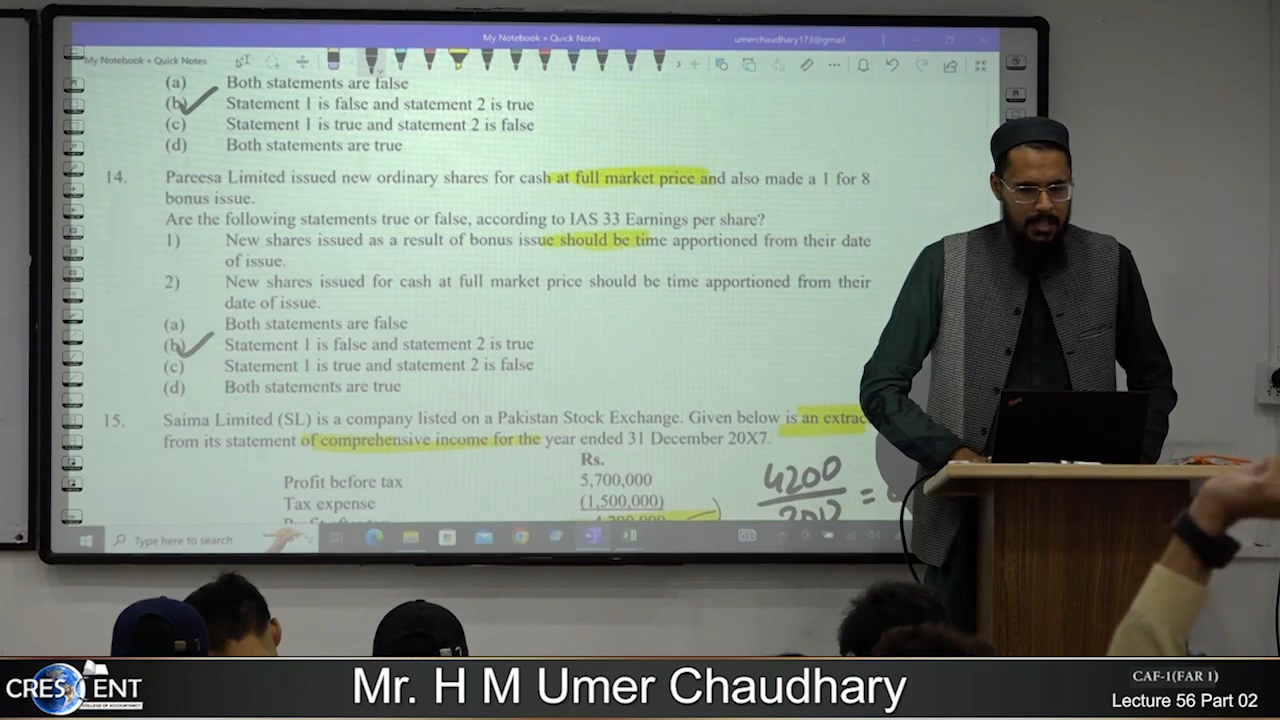 My Notebook » Quick Notes
umerchaudhary173@gmail...
My Notebook » Quick Notes
(a) Both statements are false
(b) Statement 1 is false and statement 2 is true
(c) Statement 1 is true and statement 2 is false
(d) Both statements are true
14. Pareesa Limited issued new ordinary shares for cash at full market price and also made a 1 for 8
bonus issue.
Are the following statements true or false, according to IAS 33 Earnings per share?
1) New shares issued as a result of bonus issue should be time apportioned from their date
of issue.
2) New shares issued for cash at full market price should be time apportioned from their
date of issue.
(a) Both statements are false
(b) Statement 1 is false and statement 2 is true
(c) Statement 1 is true and statement 2 is false
(d) Both statements are true
15. Saima Limited (SL) is a company listed on a Pakistan Stock Exchange. Given below is an extrac
from its statement of comprehensive income for the year ended 31 December 20X7.
Rs.
Profit before tax 5,700,000
Tax expense (1,500,000)
4200
=
Type here to search
CRESCENT
COLLEGE OF ACCOUNTANCY
Mr. H M Umer Chaudhary
CAF-1(FAR 1)
Lecture 56 Part 02